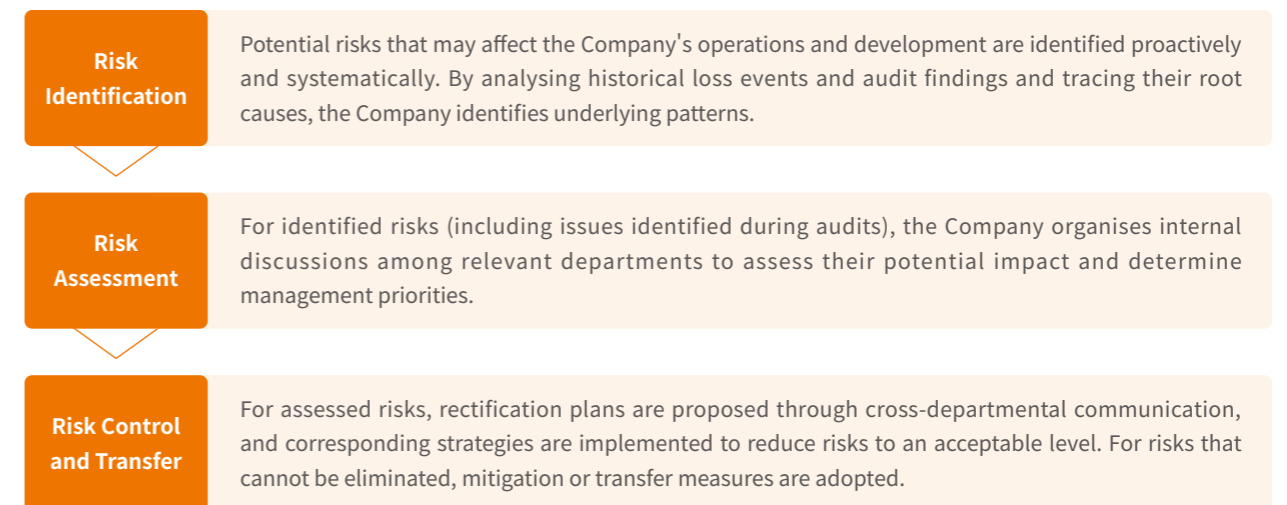 Risk
Identification
Potential risks that may affect the Company's operations and development are identified proactively
and systematically. By analysing historical loss events and audit findings and tracing their root
causes, the Company identifies underlying patterns.
Risk
Assessment
For identified risks (including issues identified during audits), the Company organises internal
discussions among relevant departments to assess their potential impact and determine
management priorities.
Risk Control
and Transfer
For assessed risks, rectification plans are proposed through cross-departmental communication,
and corresponding strategies are implemented to reduce risks to an acceptable level. For risks that
cannot be eliminated, mitigation or transfer measures are adopted.